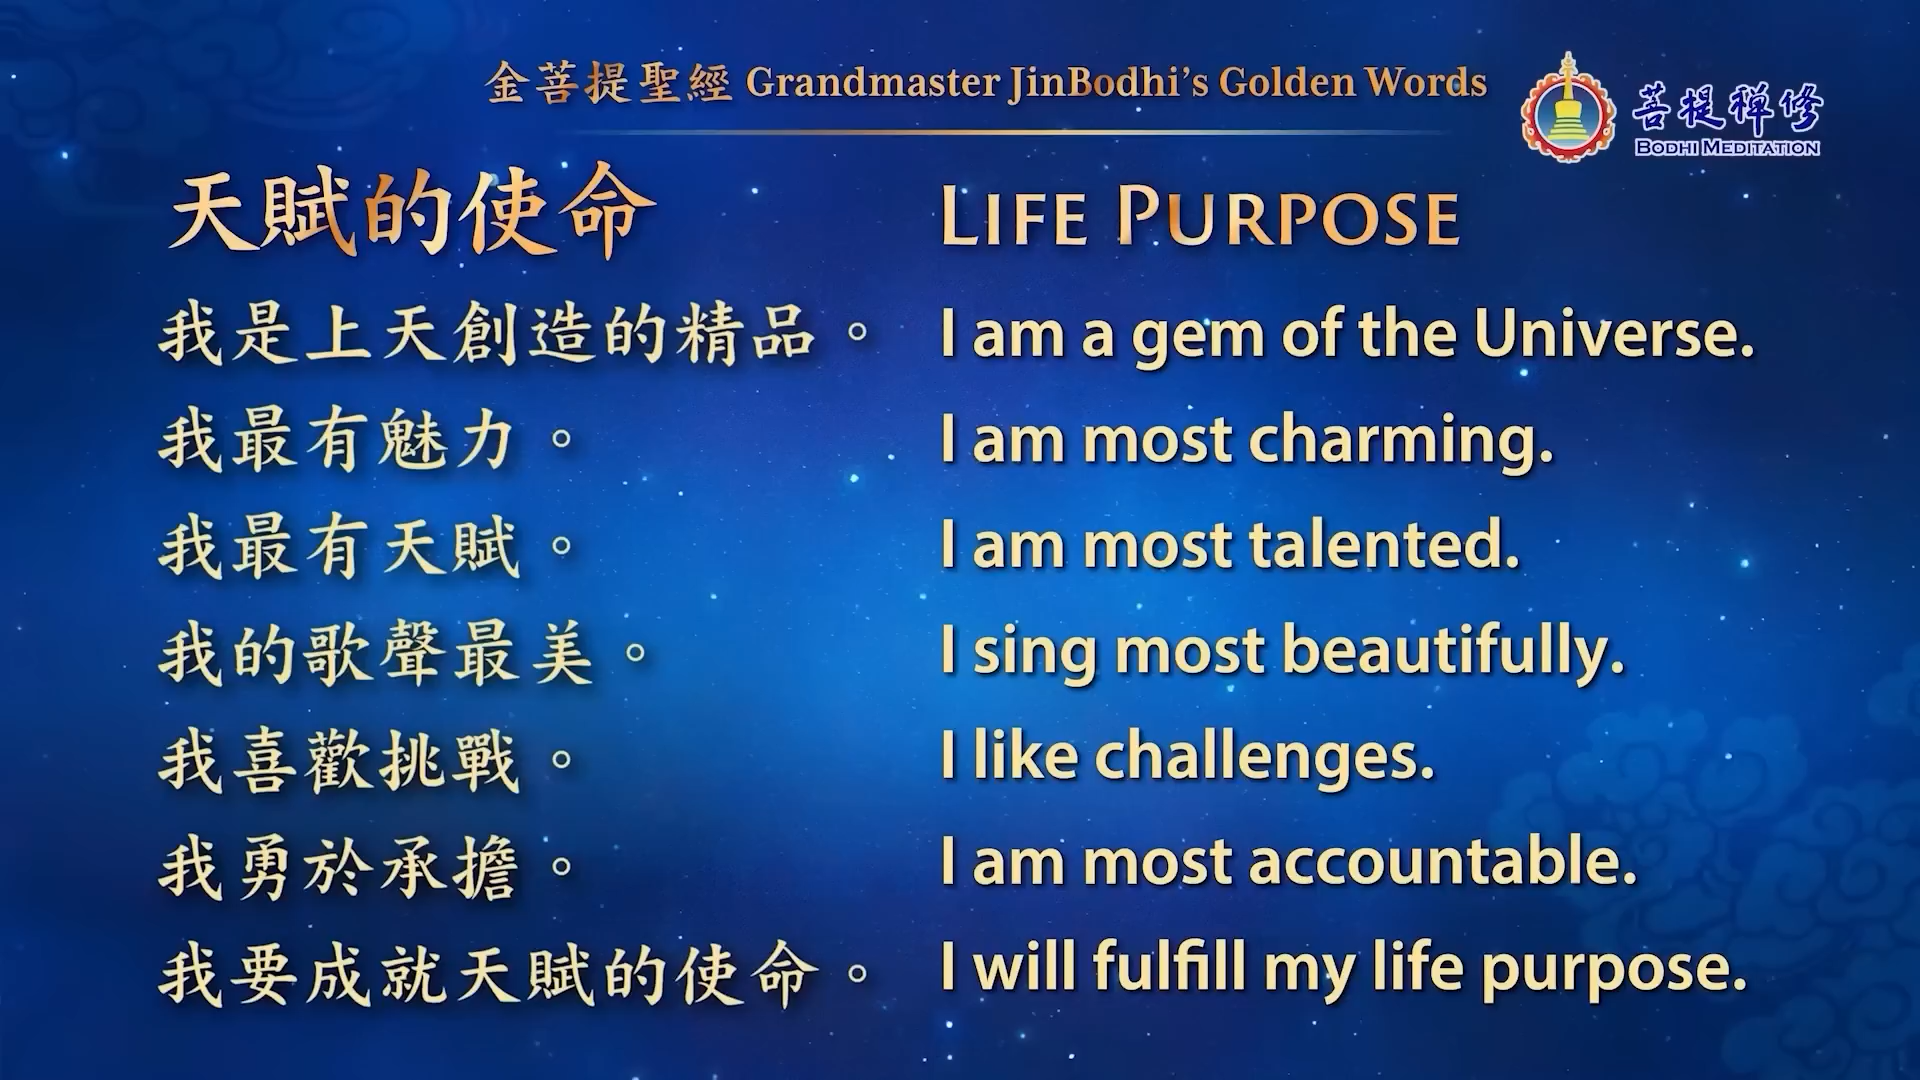 金菩提聖經 Grandmaster JinBodhi's Golden Words
菩提禪修
BODHI MEDITATION
天賦的使命
我是上天創造的精品。
我最有魅力。
我最有天賦。
我的歌聲最美。
我喜歡挑戰。
我勇於承擔。
我要成就天賦的使命。
LIFE PURPOSE
I am a gem of the Universe.
I am most charming.
I am most talented.
I sing most beautifully.
I like challenges.
I am most accountable.
I will fulfill my life purpose.